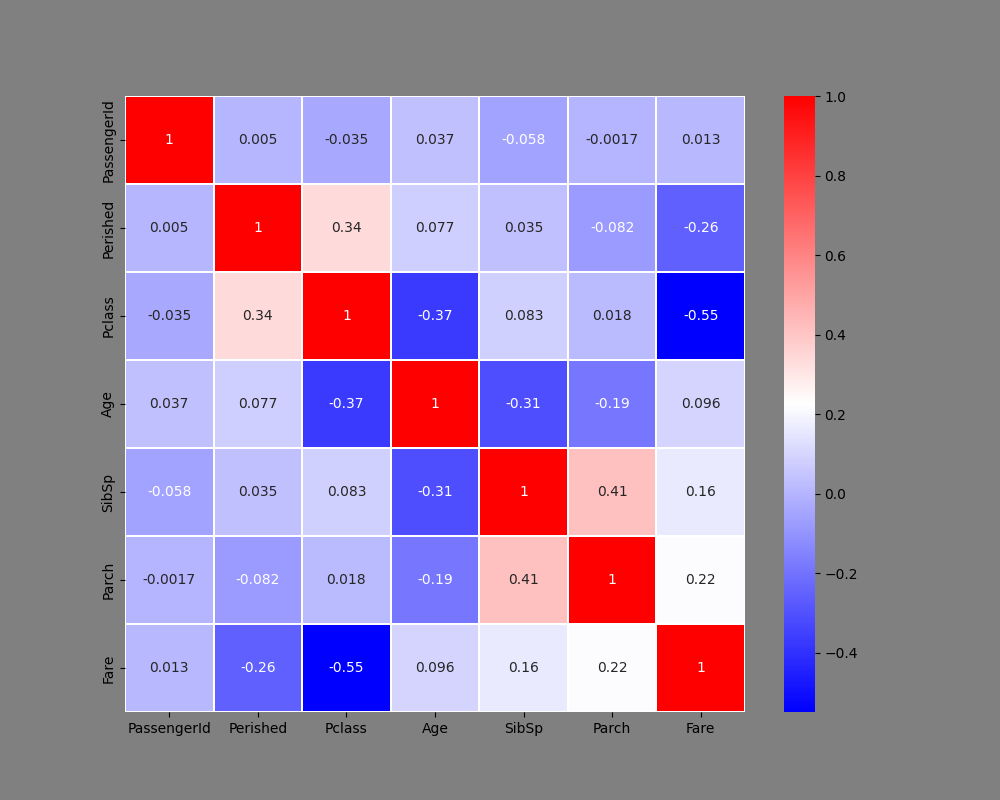 PassengerId 1 0.005 -0.035 0.037 -0.058 -0.0017 0.013
Perished 0.005 1 0.34 0.077 0.035 -0.082 -0.26
Pclass -0.035 0.34 1 -0.37 0.083 0.018 -0.55
Age 0.037 0.077 -0.37 1 -0.31 -0.19 0.096
SibSp -0.058 0.035 0.083 -0.31 1 0.41 0.16
Parch -0.0017 -0.082 0.018 -0.19 0.41 1 0.22
Fare 0.013 -0.26 -0.55 0.096 0.16 0.22 1
PassengerId Perished Pclass Age SibSp Parch Fare
1.0
0.8
0.6
0.4
0.2
0.0
−0.2
−0.4